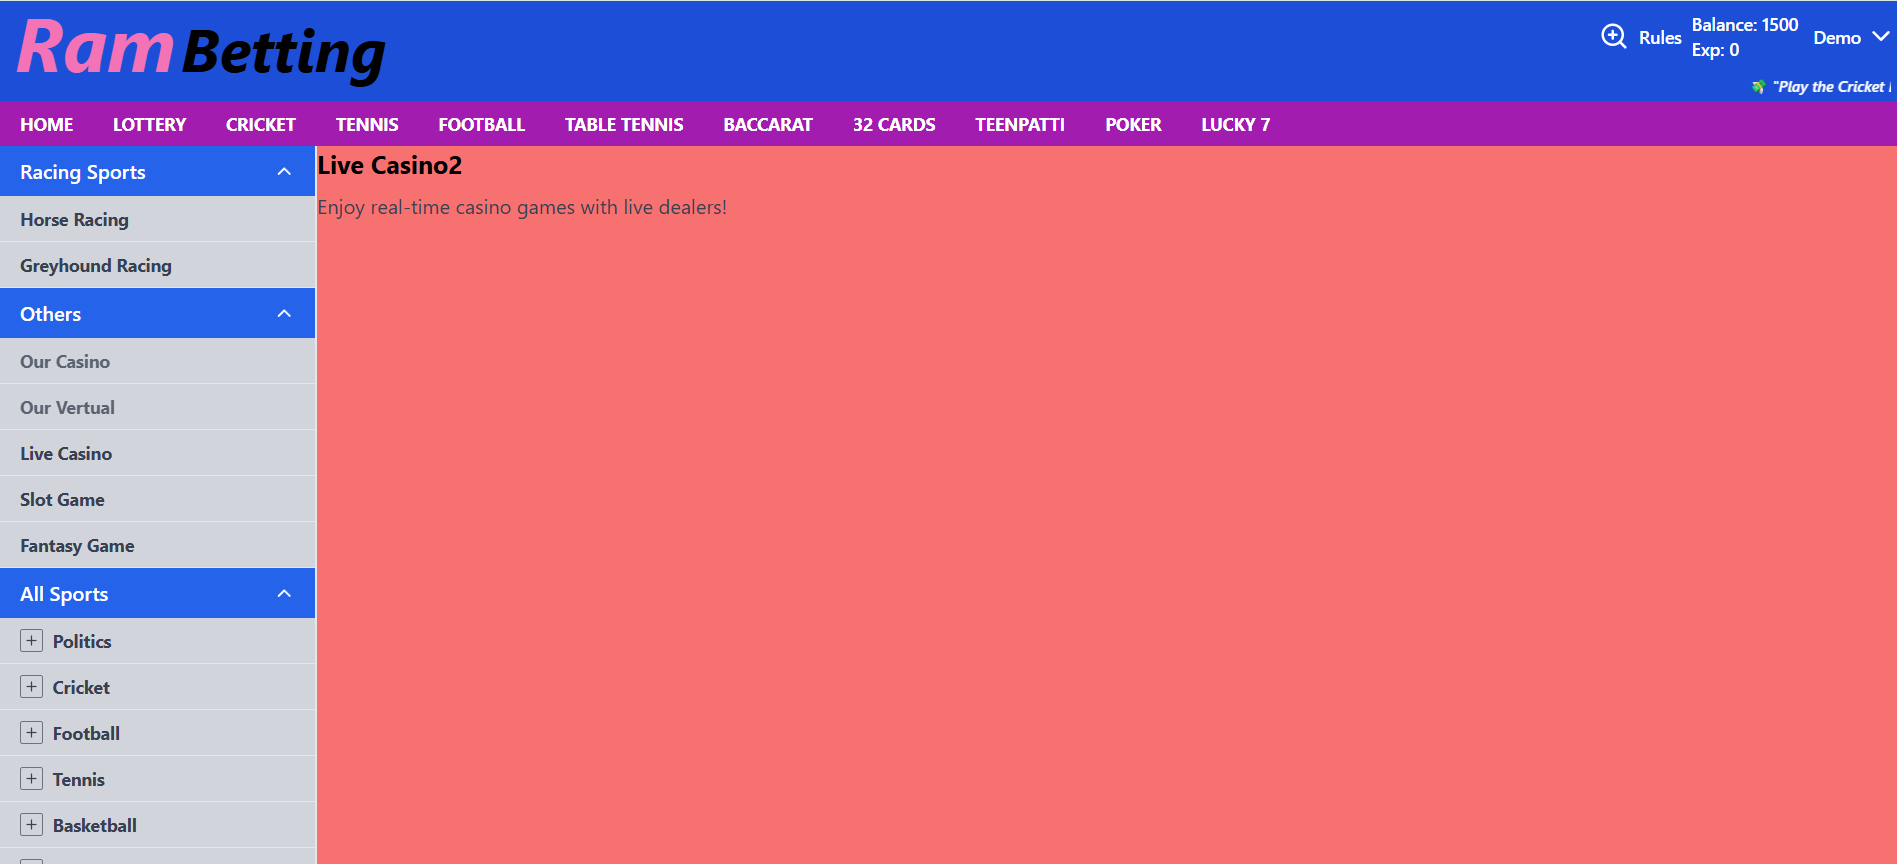 Ram Betting
Rules
Balance: 1500
Exp: 0
Demo
"Play the Cricket
HOME LOTTERY CRICKET TENNIS FOOTBALL TABLE TENNIS BACCARAT 32 CARDS TEENPATTI POKER LUCKY 7
Racing Sports
Horse Racing
Greyhound Racing
Others
Our Casino
Our Vertual
Live Casino
Slot Game
Fantasy Game
All Sports
Politics
Cricket
Football
Tennis
Basketball
Live Casino2
Enjoy real-time casino games with live dealers!